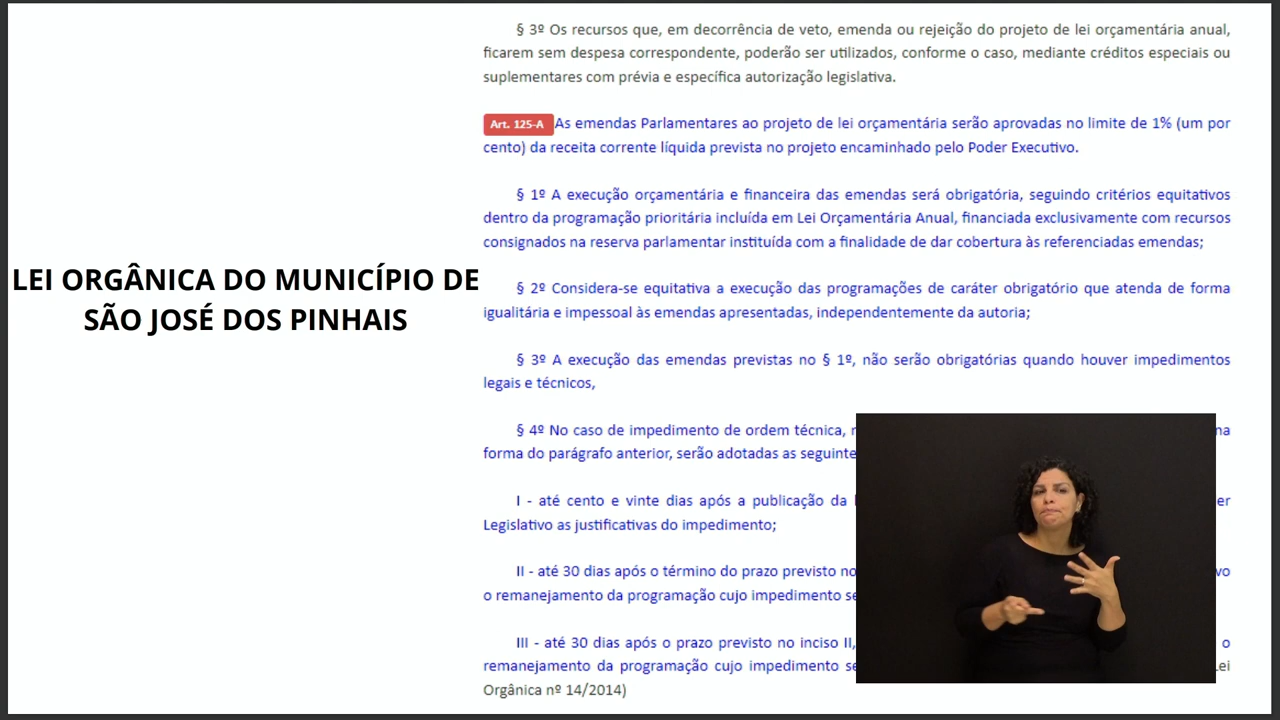 LEI ORGÂNICA DO MUNICÍPIO DE
SÃO JOSÉ DOS PINHAIS
§ 3º Os recursos que, em decorrência de veto, emenda ou rejeição do projeto de lei orçamentária anual,
ficarem sem despesa correspondente, poderão ser utilizados, conforme o caso, mediante créditos especiais ou
suplementares com prévia e específica autorização legislativa.
Art. 125-A As emendas Parlamentares ao projeto de lei orçamentária serão aprovadas no limite de 1% (um por
cento) da receita corrente líquida prevista no projeto encaminhado pelo Poder Executivo.
§ 1º A execução orçamentária e financeira das emendas será obrigatória, seguindo critérios equitativos
dentro da programação prioritária incluída em Lei Orçamentária Anual, financiada exclusivamente com recursos
consignados na reserva parlamentar instituída com a finalidade de dar cobertura às referenciadas emendas;
§ 2º Considera-se equitativa a execução das programações de caráter obrigatório que atenda de forma
igualitária e impessoal às emendas apresentadas, independentemente da autoria;
§ 3º A execução das emendas previstas no § 1º, não serão obrigatórias quando houver impedimentos
legais e técnicos,
§ 4º No caso de impedimento de ordem técnica, na
forma do parágrafo anterior, serão adotadas as
I - até cento e vinte dias após a publicação da
Legislativo as justificativas do impedimento;
II - até 30 dias após o término do prazo previsto no
o remanejamento da programação cujo impedimento
III - até 30 dias após o prazo previsto no inciso II, o
remanejamento da programação cujo impedimento
Orgânica nº 14/2014)